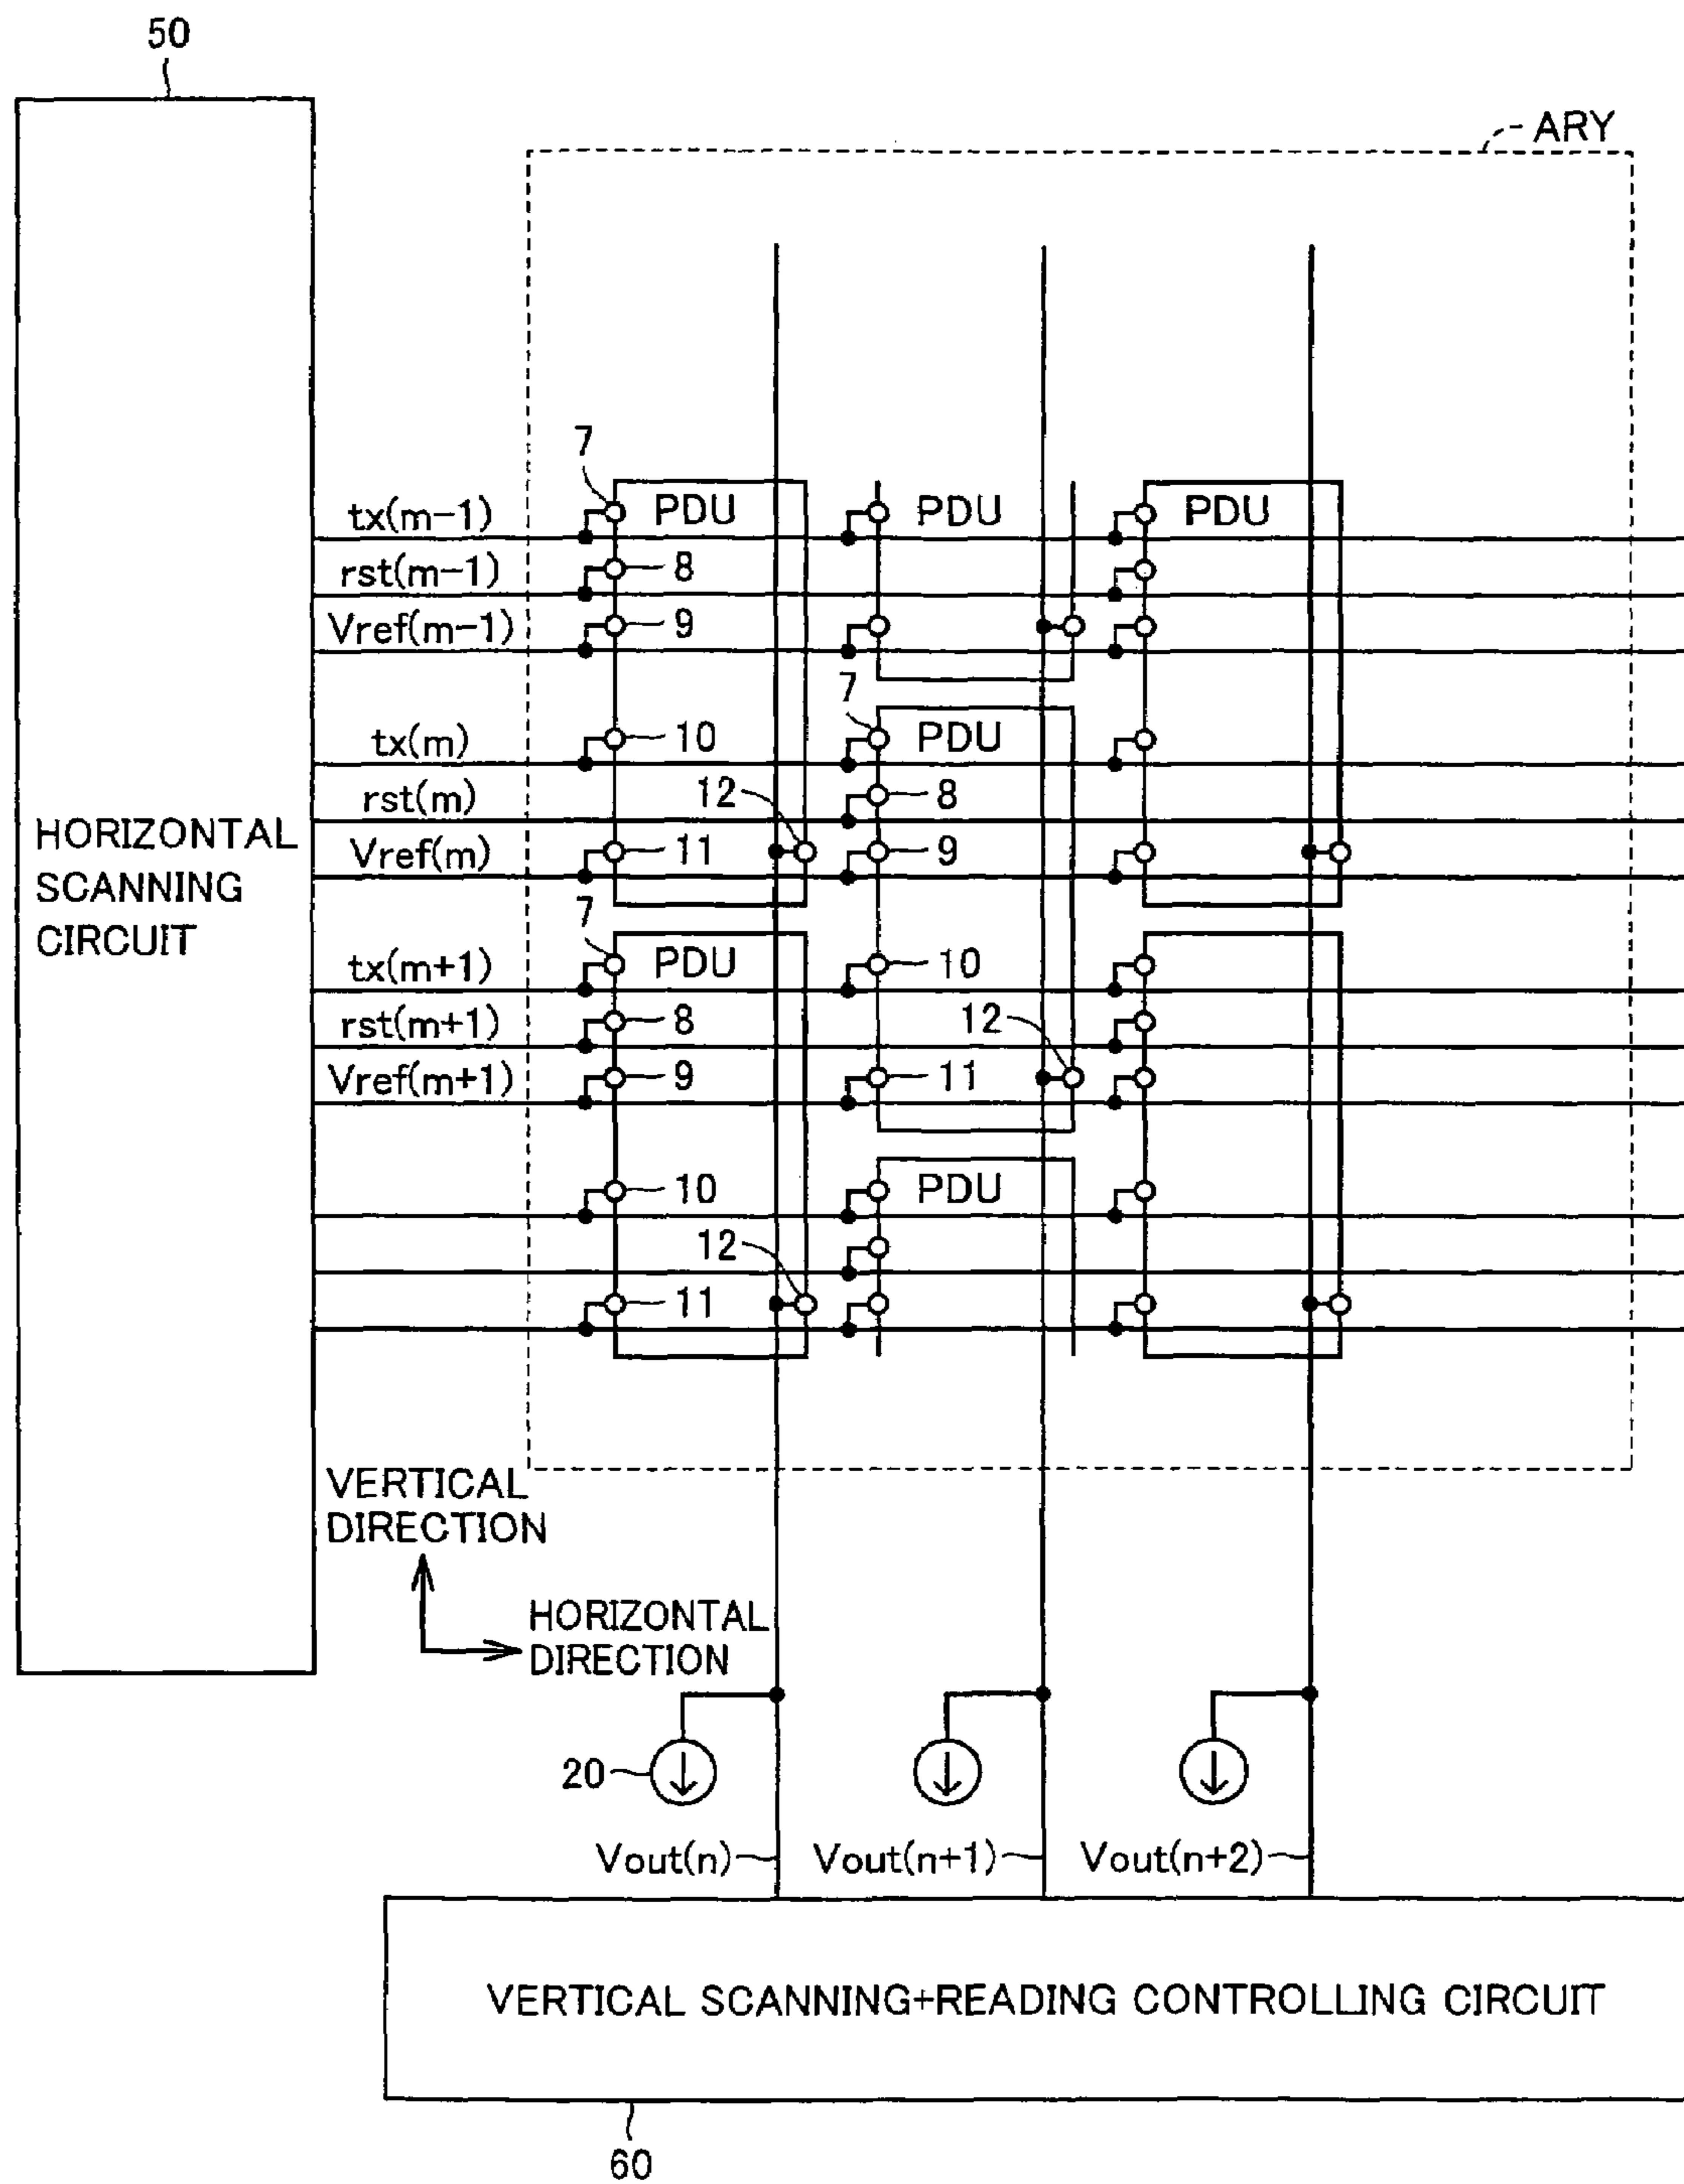 50
ARY
7
tx(m-1)
PDU
PDU
PDU
rst(m-1)
8
Vref(m-1)
9
7
tx(m)
10
PDU
rst(m)
12
8
HORIZONTAL
SCANNING
CIRCUIT
Vref(m)
11
9
7
tx(m+1)
PDU
10
rst(m+1)
8
12
Vref(m+1)
9
11
10
PDU
12
11
VERTICAL
DIRECTION
HORIZONTAL
DIRECTION
20
Vout(n)
Vout(n+1)
Vout(n+2)
VERTICAL SCANNING+READING CONTROLLING CIRCUIT
60